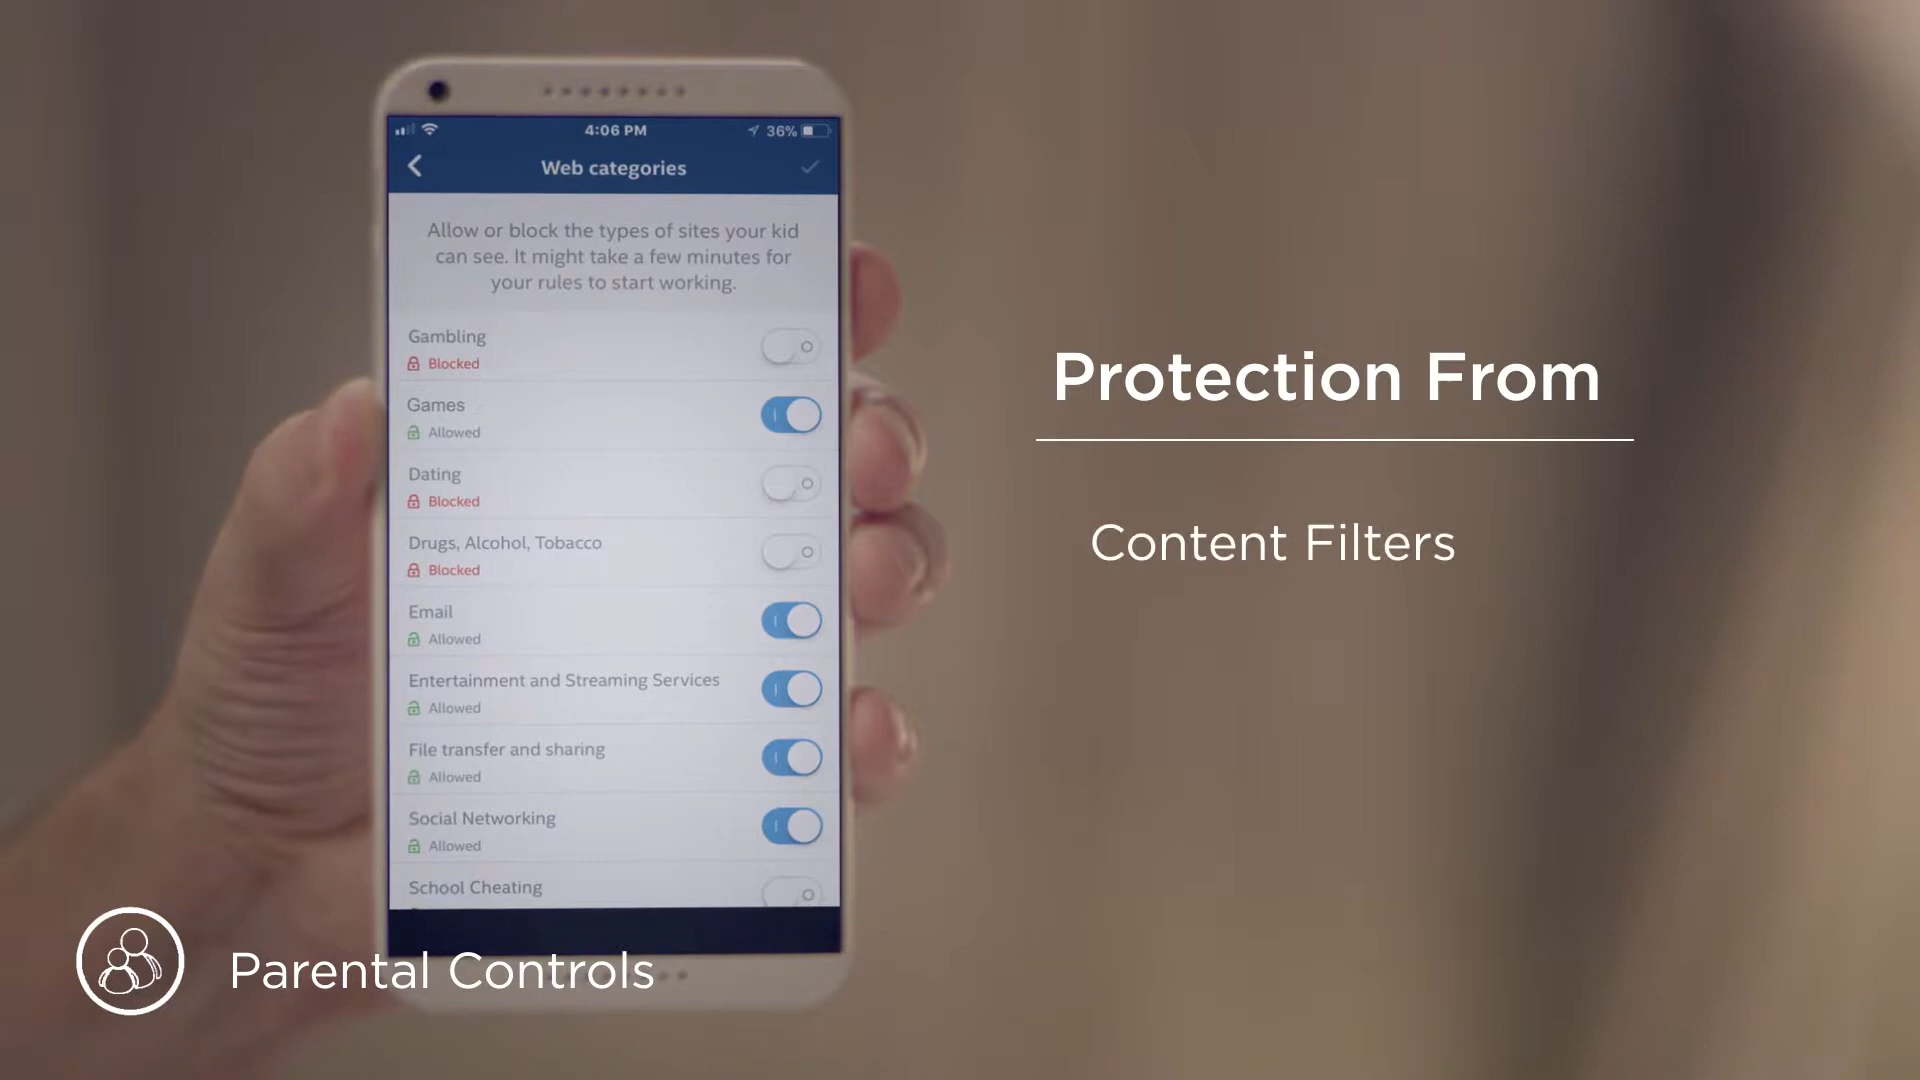 4:06 PM
36%
Web categories
Allow or block the types of sites your kid
can see. It might take a few minutes for
your rules to start working.
Gambling
Blocked
Games
Allowed
Dating
Blocked
Drugs, Alcohol, Tobacco
Blocked
Email
Allowed
Entertainment and Streaming Services
Allowed
File transfer and sharing
Allowed
Social Networking
Allowed
School Cheating
Protection From
Content Filters
Parental Controls